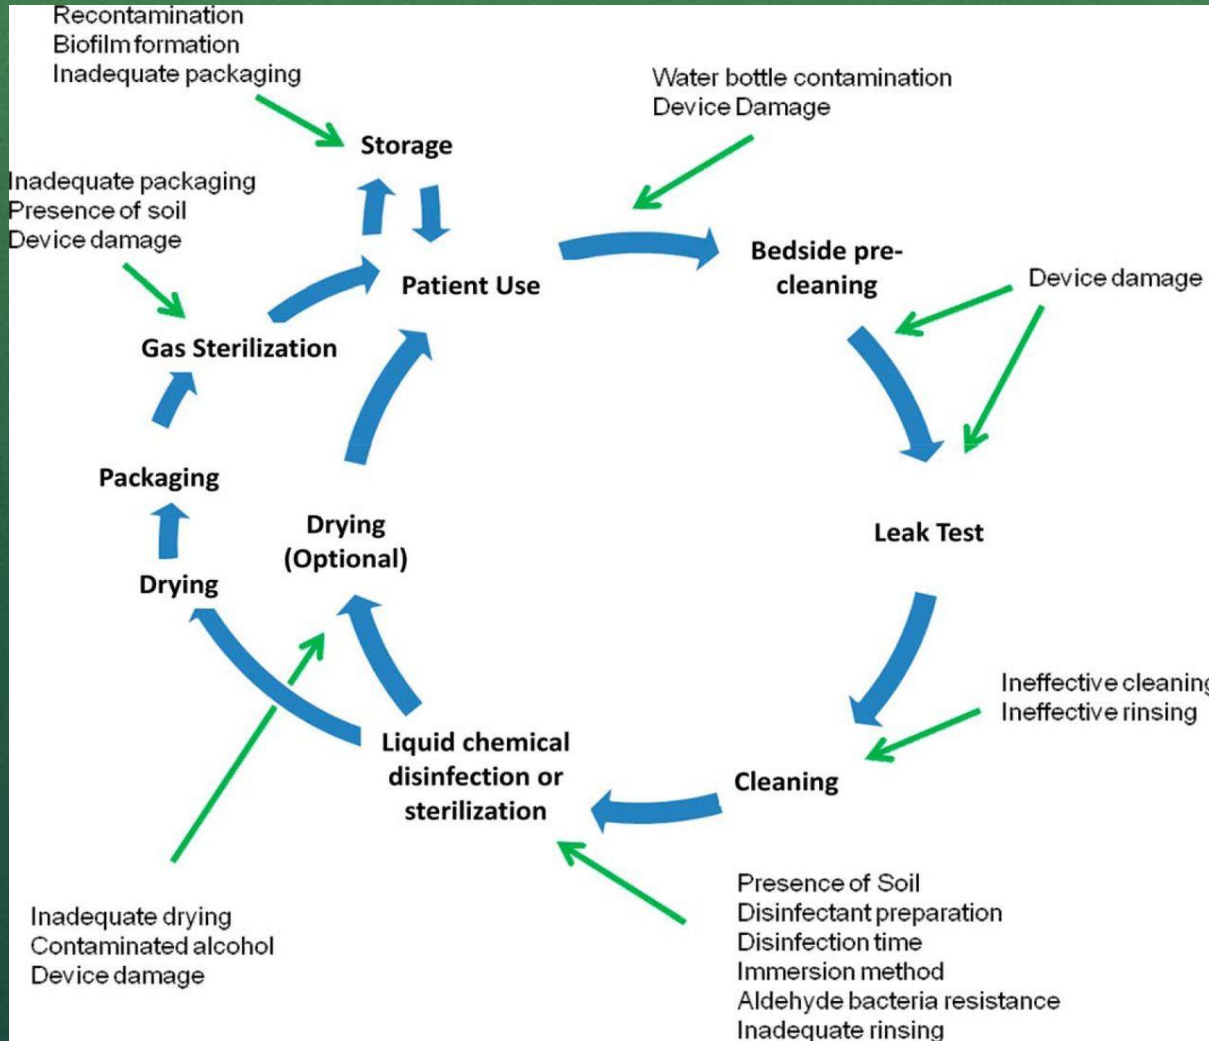 Recontamination
Biofilm formation
Inadequate packaging
Water bottle contamination
Device Damage
Storage
Inadequate packaging
Presence of soil
Device damage
Patient Use
Bedside pre-
cleaning
Device damage
Gas Sterilization
Packaging
Drying
(Optional)
Leak Test
Drying
Ineffective cleaning
Ineffective rinsing
Liquid chemical
disinfection or
sterilization
Cleaning
Inadequate drying
Contaminated alcohol
Device damage
Presence of Soil
Disinfectant preparation
Disinfection time
Immersion method
Aldehyde bacteria resistance
Inadequate rinsing